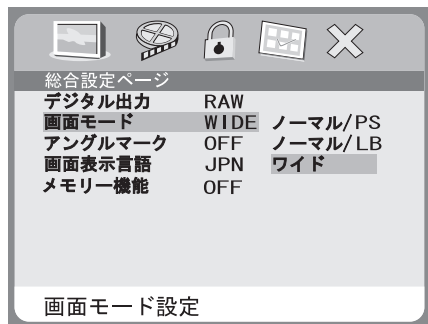 総合設定ページ
デジタル出力 RAW
画面モード WIDE ノーマル/PS
アングルマーク OFF ノーマル/LB
画面表示言語 JPN ワイド
メモリー機能 OFF
画面モード設定